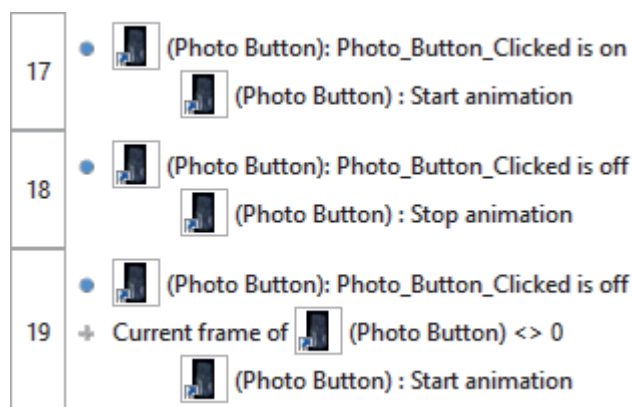 17
(Photo Button): Photo_Button_Clicked is on
(Photo Button) : Start animation
18
(Photo Button): Photo_Button_Clicked is off
(Photo Button) : Stop animation
19
(Photo Button): Photo_Button_Clicked is off
Current frame of (Photo Button) <> 0
(Photo Button) : Start animation